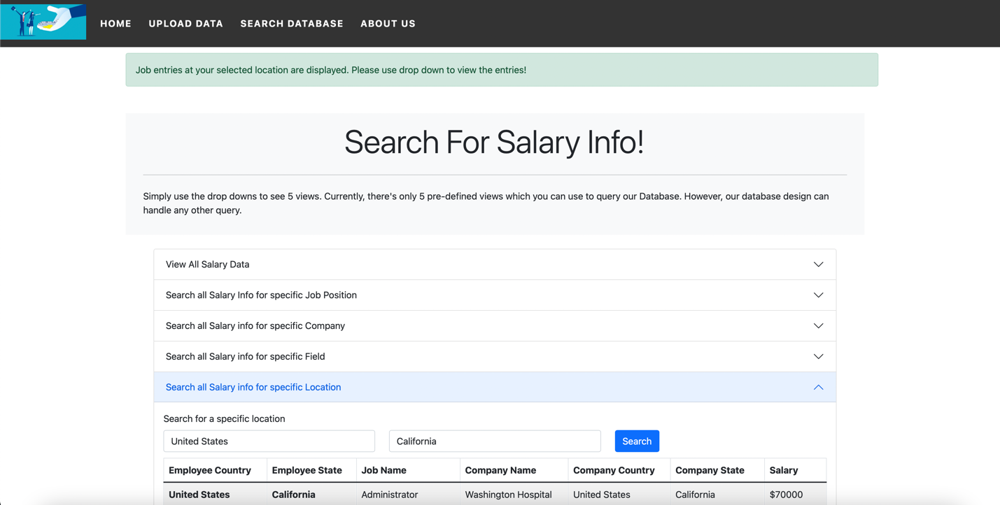 HOME UPLOAD DATA SEARCH DATABASE ABOUT US
Job entries at your selected location are displayed. Please use drop down to view the entries!
Search For Salary Info!
Simply use the drop downs to see 5 views. Currently, there's only 5 pre-defined views which you can use to query our Database. However, our database design can
handle any other query.
View All Salary Data
Search all Salary Info for specific Job Position
Search all Salary info for specific Company
Search all Salary info for specific Field
Search all Salary info for specific Location
Search for a specific location
United States California Search
Employee Country Employee State Job Name Company Name Company Country Company State Salary
United States California Administrator Washington Hospital United States California $70000